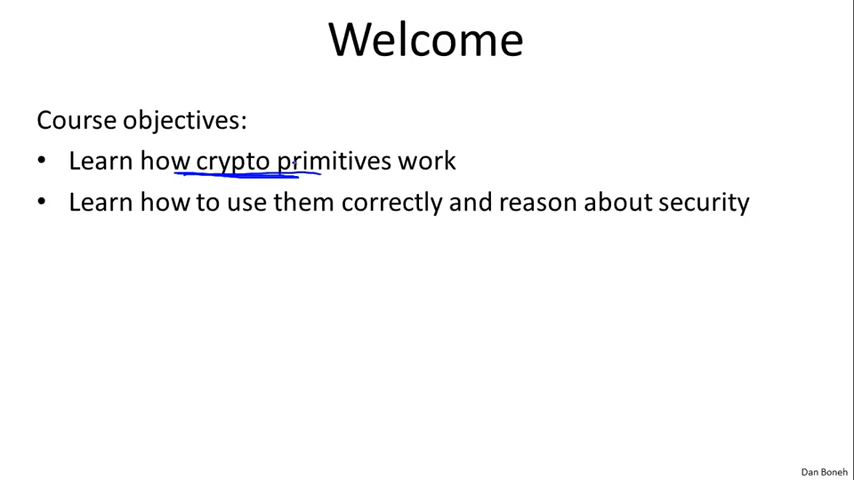 Welcome
Course objectives:
• Learn how crypto primitives work
• Learn how to use them correctly and reason about security
Dan Boneh